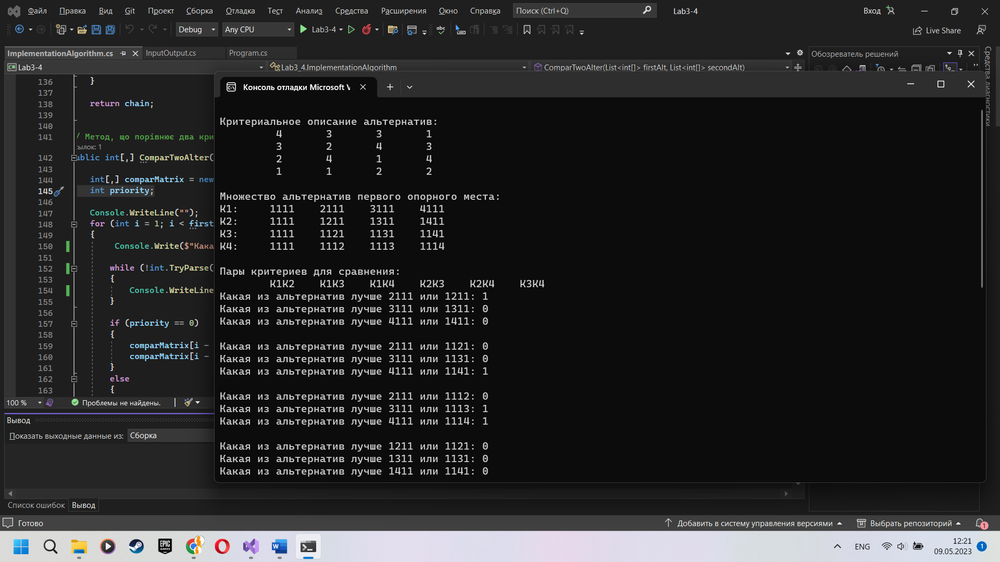 Файл Правка Вид Git Проект Сборка Отладка Тест Анализ Средства Расширения Окно Справка Поиск (Ctrl+Q) Lab3-4 Вход
Debug Any CPU Lab3-4 Live Share
ImplementationAlgorithm.cs InputOutput.cs Program.cs Обозреватель решений
Lab3-4 Lab3_4.ImplementationAlgorithm ComparTwoAlter(List<int[]> firstAlt, List<int[]> secondAlt)
Средства диагностики
136 }
137
138 return chain;
139
140
141 / Метод, що порівнює два кри
сылок: 1
142 ublic int[,] ComparTwoAlter(
143
144 int[,] comparMatrix = new
145 int priority;
146
147 Console.WriteLine("");
148 for (int i = 1; i < first
149 {
150 Console.Write($"Кака
151
152 while (!int.TryParse(
153 {
154 Console.WriteLine
155 }
156
157 if (priority == 0)
158 {
159 comparMatrix[i -
160 comparMatrix[i -
161 }
162 else
163 {
100 % Проблемы не найдены.
Вывод
Показать выходные данные из: Сборка
Список ошибок Вывод
Консоль отладки Microsoft V
Критериальное описание альтернатив:
4 3 3 1
3 2 4 3
2 4 1 4
1 1 2 2
Множество альтернатив первого опорного места:
К1: 1111 2111 3111 4111
К2: 1111 1211 1311 1411
К3: 1111 1121 1131 1141
К4: 1111 1112 1113 1114
Пары критериев для сравнения:
К1К2 К1К3 К1К4 К2К3 К2К4 К3К4
Какая из альтернатив лучше 2111 или 1211: 1
Какая из альтернатив лучше 3111 или 1311: 0
Какая из альтернатив лучше 4111 или 1411: 0
Какая из альтернатив лучше 2111 или 1121: 0
Какая из альтернатив лучше 3111 или 1131: 0
Какая из альтернатив лучше 4111 или 1141: 1
Какая из альтернатив лучше 2111 или 1112: 0
Какая из альтернатив лучше 3111 или 1113: 1
Какая из альтернатив лучше 4111 или 1114: 1
Какая из альтернатив лучше 1211 или 1121: 0
Какая из альтернатив лучше 1311 или 1131: 0
Какая из альтернатив лучше 1411 или 1141: 0
Готово Добавить в систему управления версиями Выбрать репозиторий 1
EPIC GAMES
ENG 12:21 1
09.05.2023